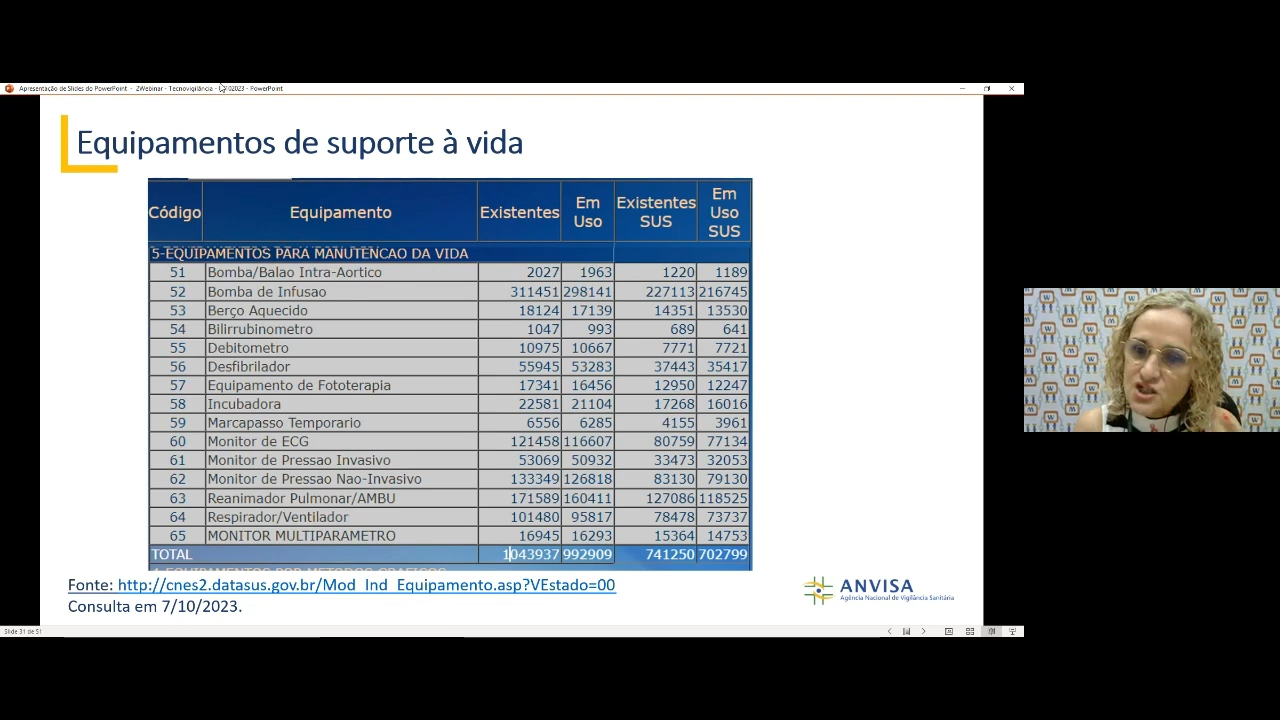 Apresentação de Slides do PowerPoint - 2Webinar - Tecnovigilância - 02023 - PowerPoint
Equipamentos de suporte à vida
Código Equipamento Existentes Em Uso Existentes SUS Em Uso SUS
5-EQUIPAMENTOS PARA MANUTENCAO DA VIDA
51 Bomba/Balao Intra-Aortico 2027 1963 1220 1189
52 Bomba de Infusao 311451 298141 227113 216745
53 Berço Aquecido 18124 17139 14351 13530
54 Bilirrubinometro 1047 993 689 641
55 Debitometro 10975 10667 7771 7721
56 Desfibrilador 55945 53283 37443 35417
57 Equipamento de Fototerapia 17341 16456 12950 12247
58 Incubadora 22581 21104 17268 16016
59 Marcapasso Temporario 6556 6285 4155 3961
60 Monitor de ECG 121458 116607 80759 77134
61 Monitor de Pressao Invasivo 53069 50932 33473 32053
62 Monitor de Pressao Nao-Invasivo 133349 126818 83130 79130
63 Reanimador Pulmonar/AMBU 171589 160411 127086 118525
64 Respirador/Ventilador 101480 95817 78478 73737
65 MONITOR MULTIPARAMETRO 16945 16293 15364 14753
TOTAL 1043937 992909 741250 702799
Fonte: http://cnes2.datasus.gov.br/Mod_Ind_Equipamento.asp?VEstado=00
Consulta em 7/10/2023.
ANVISA
Agência Nacional de Vigilância Sanitária
Slide 31 de 51